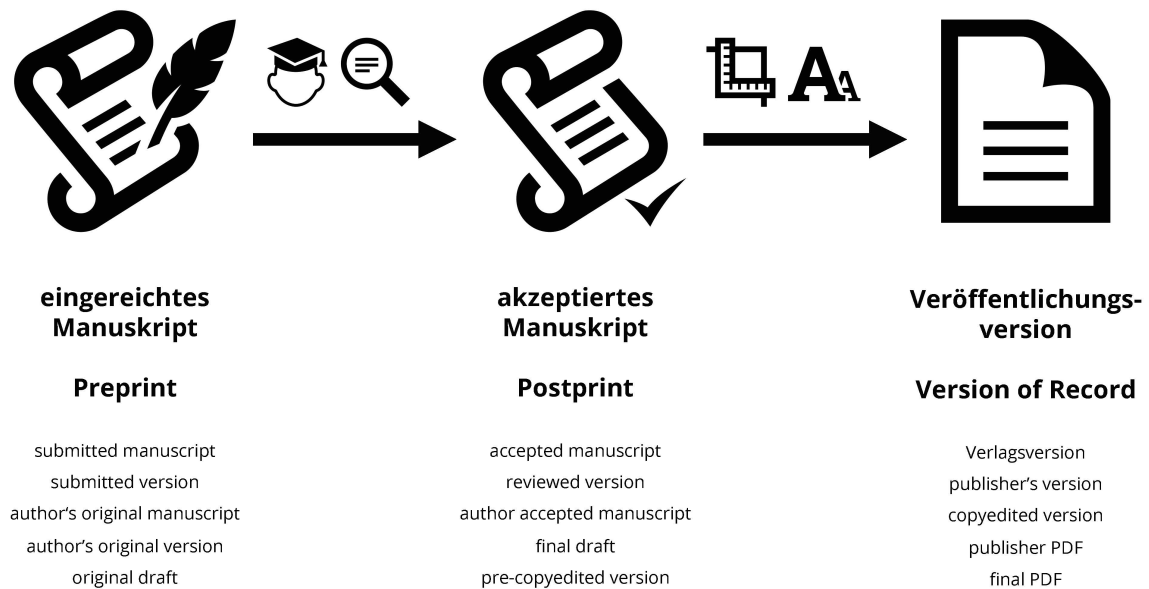 eingereichtes
Manuskript
Preprint
submitted manuscript
submitted version
author‘s original manuscript
author’s original version
original draft
akzeptiertes
Manuskript
Postprint
accepted manuscript
reviewed version
author accepted manuscript
final draft
pre-copyedited version
A A
Veröffentlichungs-
version
Version of Record
Verlagsversion
publisher‘s version
copyedited version
publisher PDF
final PDF